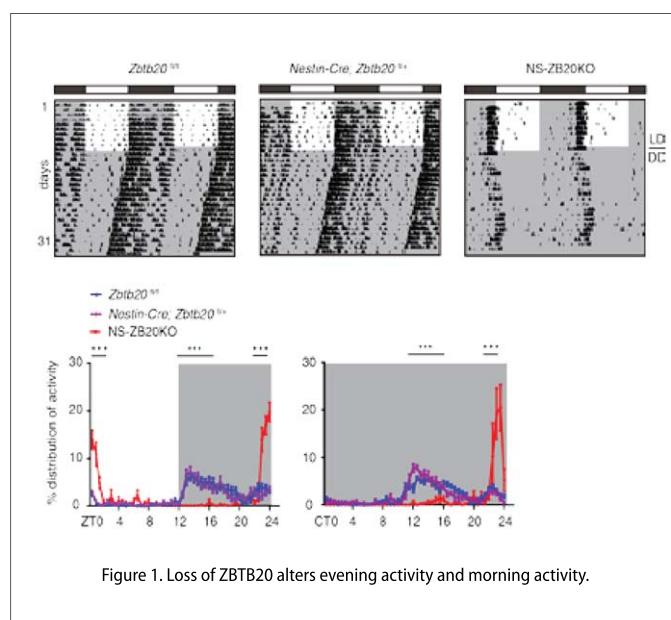 Zbtb20 fl/fl
Nestin-Cre; Zbtb20 fl/+
NS-ZB20KO
1
days
31
LD
DD
Zbtb20 fl/fl
Nestin-Cre; Zbtb20 fl/+
NS-ZB20KO
*** *** ***
*** ***
% distribution of activity
30
20
10
0
ZT0 4 8 12 16 20 24
30
20
10
0
CT0 4 8 12 16 20 24
Figure 1. Loss of ZBTB20 alters evening activity and morning activity.